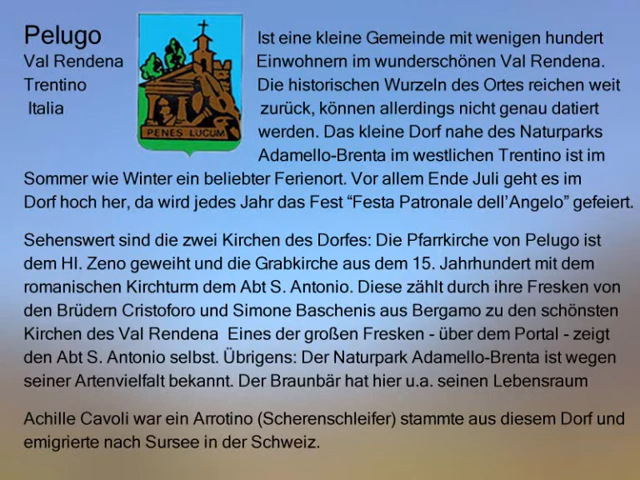 Pelugo
Val Rendena
Trentino
Italia
PENES LUCUM
Ist eine kleine Gemeinde mit wenigen hundert
Einwohnern im wunderschönen Val Rendena.
Die historischen Wurzeln des Ortes reichen weit
zurück, können allerdings nicht genau datiert
werden. Das kleine Dorf nahe des Naturparks
Adamello-Brenta im westlichen Trentino ist im
Sommer wie Winter ein beliebter Ferienort. Vor allem Ende Juli geht es im
Dorf hoch her, da wird jedes Jahr das Fest “Festa Patronale dell’Angelo” gefeiert.
Sehenswert sind die zwei Kirchen des Dorfes: Die Pfarrkirche von Pelugo ist
dem Hl. Zeno geweiht und die Grabkirche aus dem 15. Jahrhundert mit dem
romanischen Kirchturm dem Abt S. Antonio. Diese zählt durch ihre Fresken von
den Brüdern Cristoforo und Simone Baschenis aus Bergamo zu den schönsten
Kirchen des Val Rendena  Eines der großen Fresken - über dem Portal - zeigt
den Abt S. Antonio selbst. Übrigens: Der Naturpark Adamello-Brenta ist wegen
seiner Artenvielfalt bekannt. Der Braunbär hat hier u.a. seinen Lebensraum
Achille Cavoli war ein Arrotino (Scherenschleifer) stammte aus diesem Dorf und
emigrierte nach Sursee in der Schweiz.